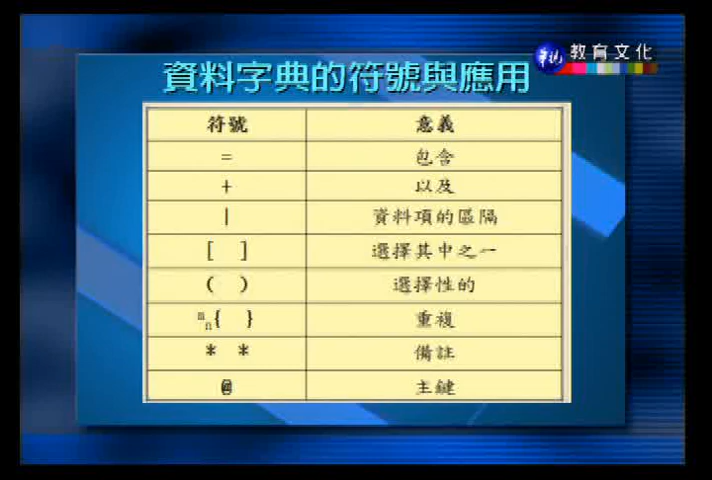 華視 教育文化
資料字典的符號與應用
符號 意義
= 包含
+ 以及
| 資料項的區隔
[ ] 選擇其中之一
( ) 選擇性的
m n{ } 重複
* * 備註
@ 主鍵